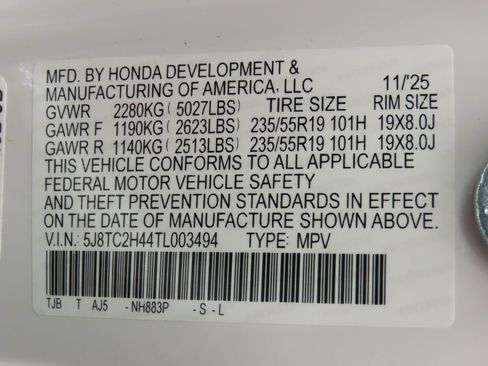 MFD. BY HONDA DEVELOPMENT &
MANUFACTURING OF AMERICA, LLC 11/'25
GVWR 2280KG(5027LBS) TIRE SIZE RIM SIZE
GAWR F 1190KG(2623LBS) 235/55R19 101H 19X8.0J
GAWR R 1140KG(2513LBS) 235/55R19 101H 19X8.0J
THIS VEHICLE CONFORMS TO ALL APPLICABLE
FEDERAL MOTOR VEHICLE SAFETY
AND THEFT PREVENTION STANDARDS IN EFFECT
ON THE DATE OF MANUFACTURE SHOWN ABOVE.
V.I.N.: 5J8TC2H44TL003494 TYPE: MPV
TJB T AJ5 -NH883P -S-L